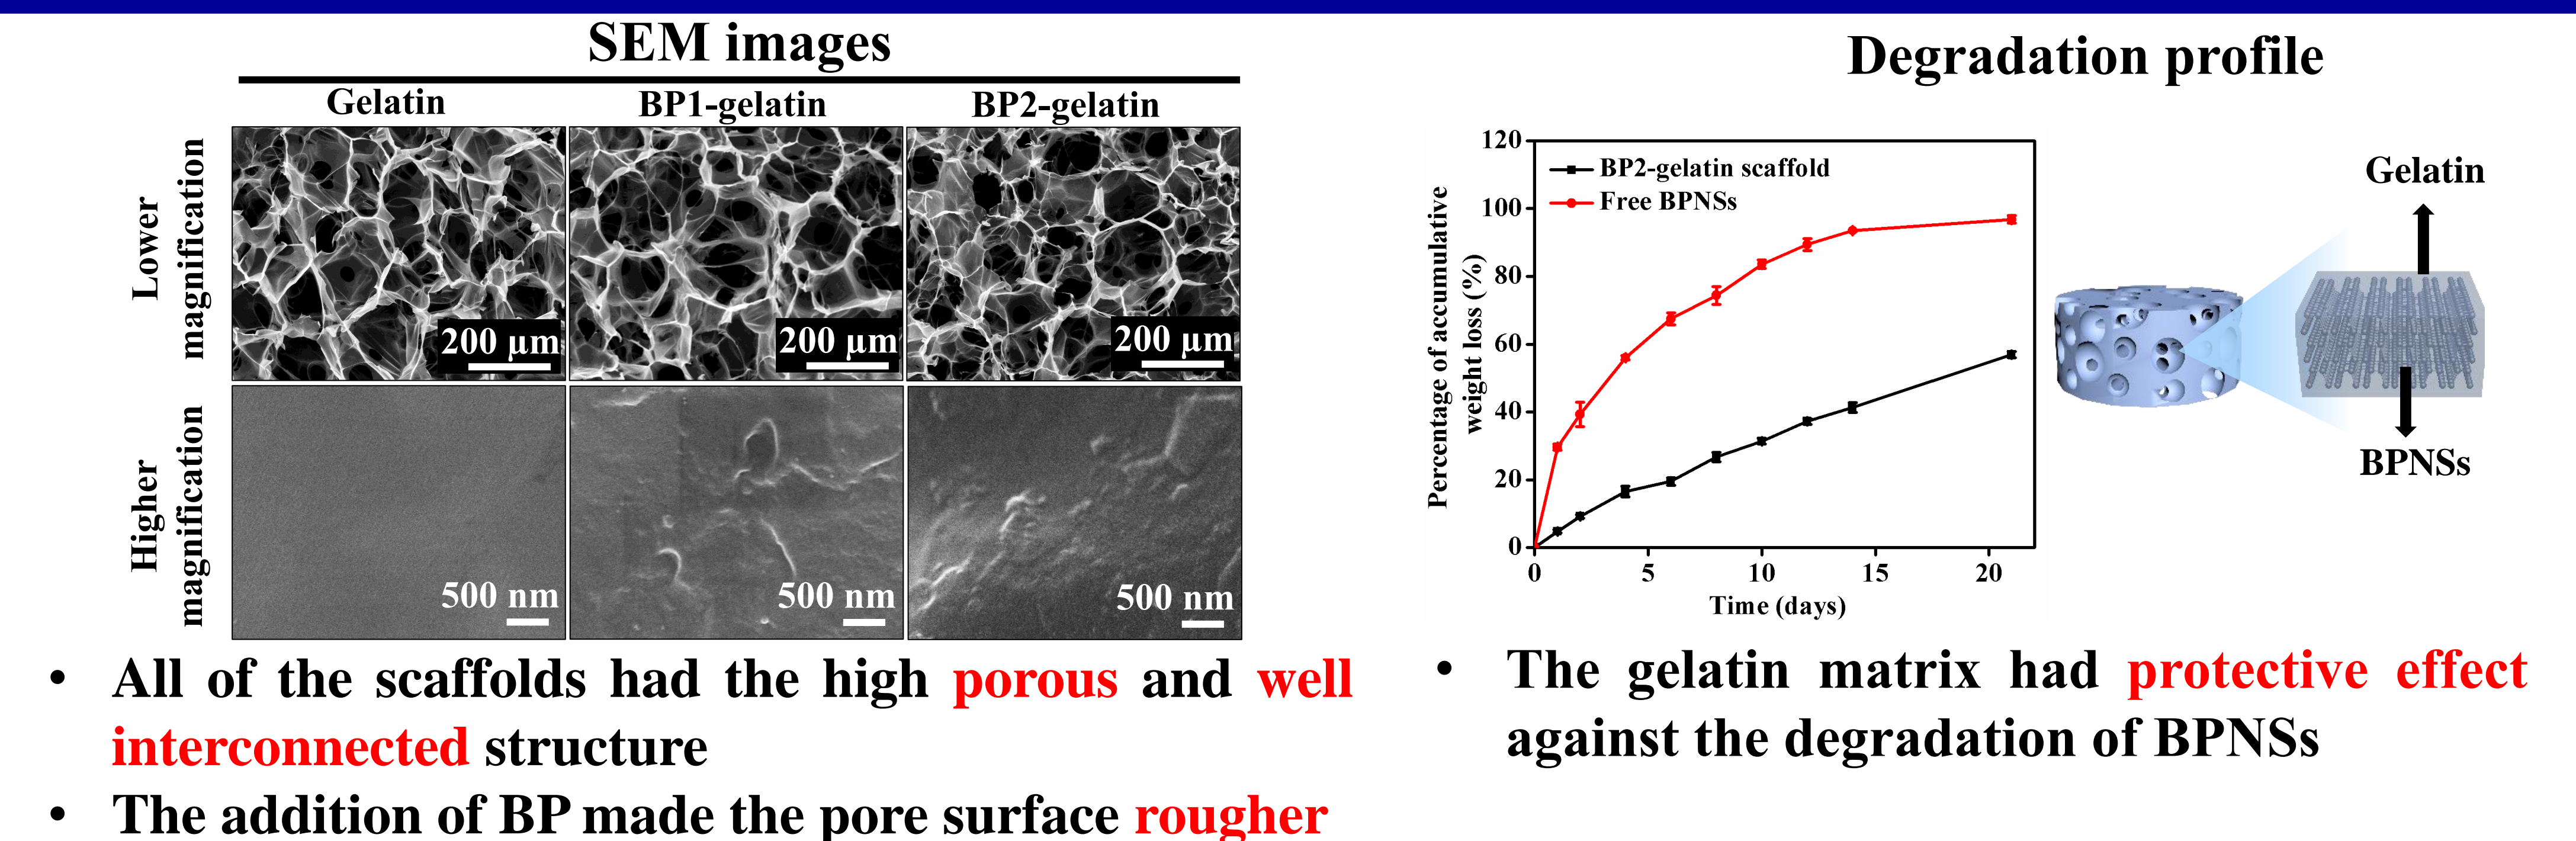 SEM images
Gelatin
BP1-gelatin
BP2-gelatin
Lower
magnification
200 µm
200 µm
200 µm
Higher
magnification
500 nm
500 nm
500 nm
• All of the scaffolds had the high porous and well
interconnected structure
• The addition of BP made the pore surface rougher
Degradation profile
Percentage of accumulative
weight loss (%)
120
100
80
60
40
20
0
BP2-gelatin scaffold
Free BPNSs
0
5
10
15
20
Time (days)
Gelatin
BPNSs
• The gelatin matrix had protective effect
against the degradation of BPNSs